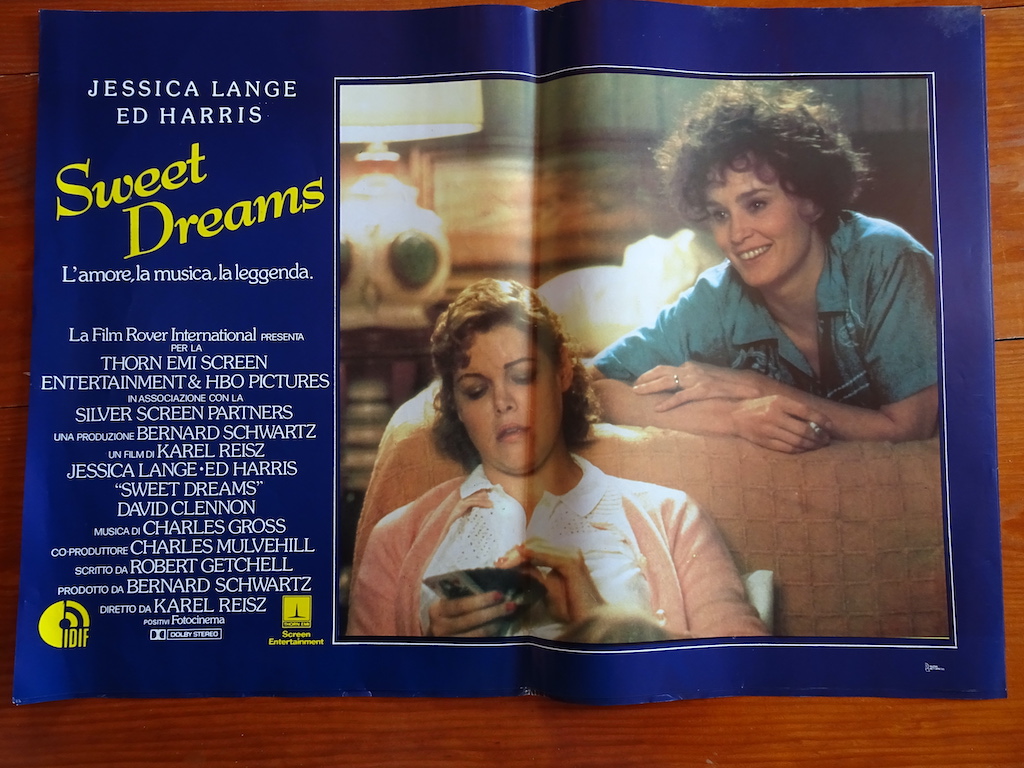 JESSICA LANGE
ED HARRIS
Sweet
Dreams
L'amore, la musica, la leggenda.
La Film Rover International PRESENTA
PER LA
THORN EMI SCREEN
ENTERTAINMENT & HBO PICTURES
IN ASSOCIAZIONE CON LA
SILVER SCREEN PARTNERS
UNA PRODUZIONE BERNARD SCHWARTZ
UN FILM DI KAREL REISZ
JESSICA LANGE • ED HARRIS
"SWEET DREAMS"
DAVID CLENNON
MUSICA DI CHARLES GROSS
CO-PRODUTTORE CHARLES MULVEHILL
SCRITTO DA ROBERT GETCHELL
PRODOTTO DA BERNARD SCHWARTZ
DIRETTO DA KAREL REISZ
POSITIVI Fotocinema
IDIF
DOLBY STEREO
THORN EMI
Screen
Entertainment